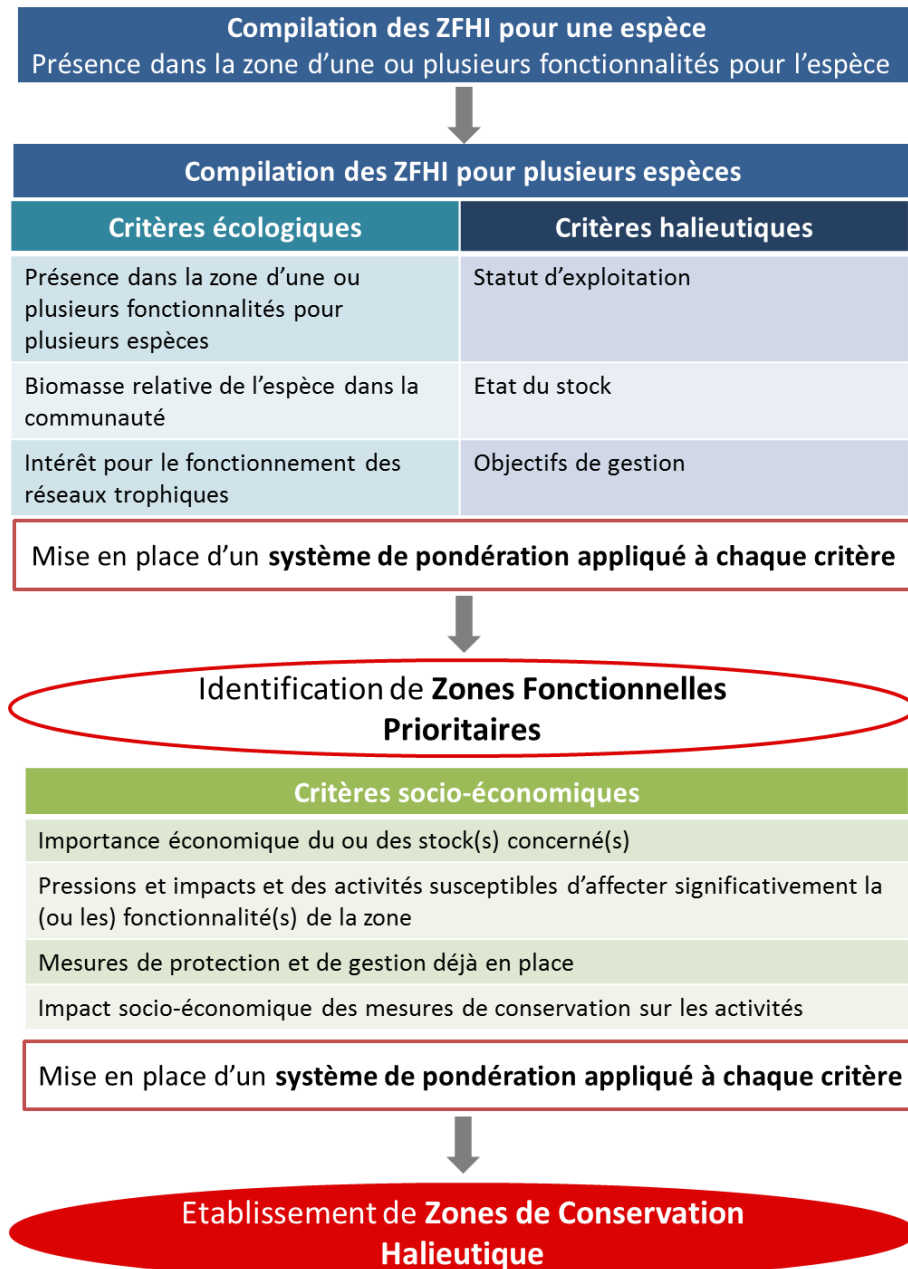 Compilation des ZFHI pour une espèce
Présence dans la zone d'une ou plusieurs fonctionnalités pour l'espèce
Compilation des ZFHI pour plusieurs espèces
Critères écologiques
Critères halieutiques
Présence dans la zone d'une ou
plusieurs fonctionnalités pour
plusieurs espèces
Statut d'exploitation
Biomasse relative de l'espèce dans la
communauté
Etat du stock
Intérêt pour le fonctionnement des
réseaux trophiques
Objectifs de gestion
Mise en place d'un système de pondération appliqué à chaque critère
Identification de Zones Fonctionnelles
Prioritaires
Critères socio-économiques
Importance économique du ou des stock(s) concerné(s)
Pressions et impacts et des activités susceptibles d'affecter significativement la
(ou les) fonctionnalité(s) de la zone
Mesures de protection et de gestion déjà en place
Impact socio-économique des mesures de conservation sur les activités
Mise en place d'un système de pondération appliqué à chaque critère
Etablissement de Zones de Conservation
Halieutique